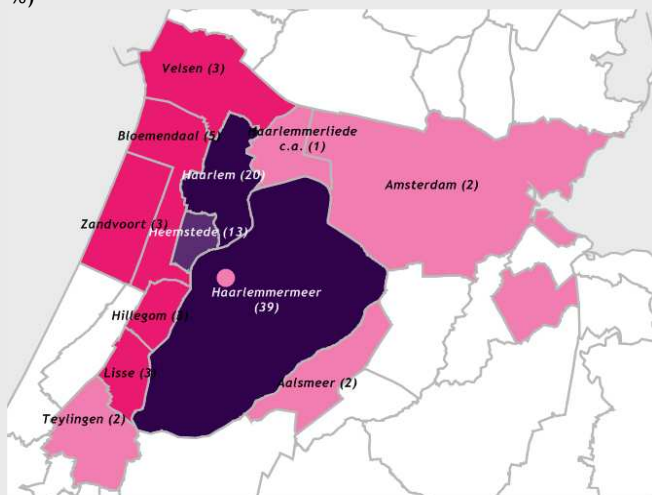 %)
Velsen (3)
Bloemendaal (5)
Haarlemmerliede
c.a. (1)
Haarlem (20)
Amsterdam (2)
Zandvoort (3)
Heemstede (13)
Haarlemmermeer
(39)
Hillegom (3)
Lisse (3)
Aalsmeer (2)
Teylingen (2)